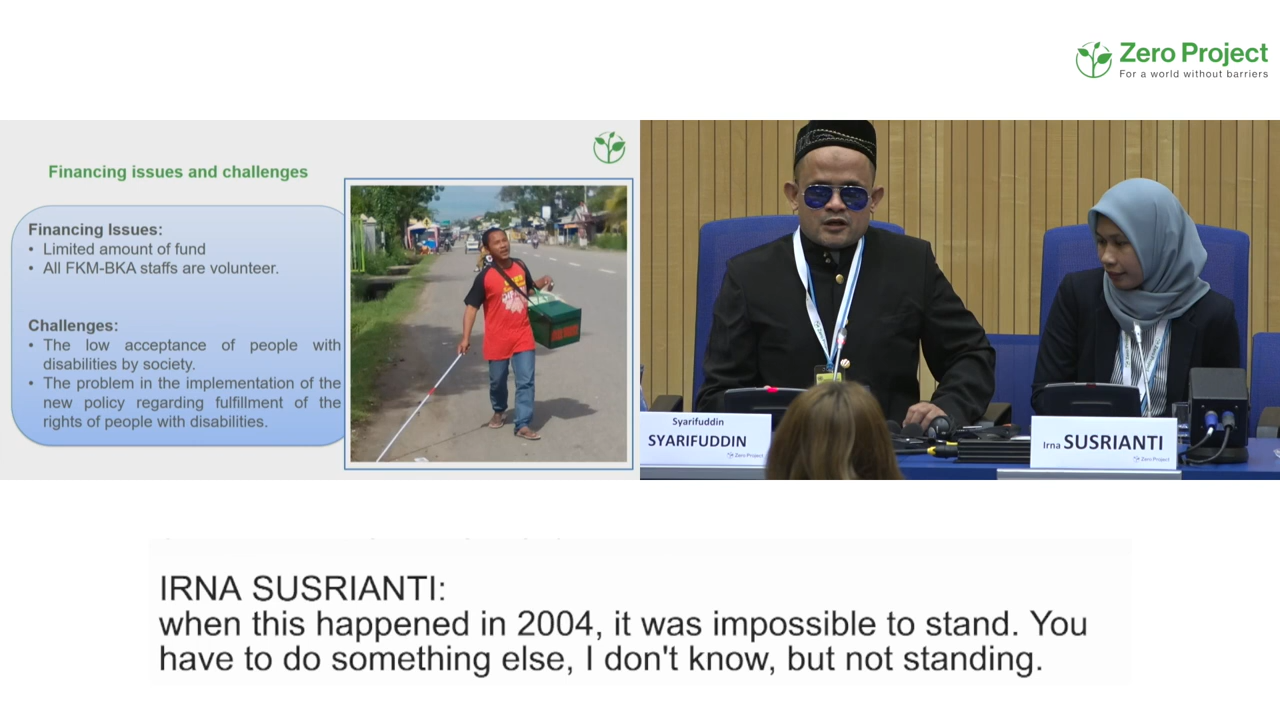 Zero Project
For a world without barriers
Financing issues and challenges
Financing Issues:
• Limited amount of fund
• All FKM-BKA staffs are volunteer.
Challenges:
• The low acceptance of people with
disabilities by society.
• The problem in the implementation of the
new policy regarding fulfillment of the
rights of people with disabilities.
Syarifuddin
SYARIFUDDIN
Zero Project
Irna SUSRIANTI
Zero Project
IRNA SUSRIANTI:
when this happened in 2004, it was impossible to stand. You
have to do something else, I don't know, but not standing.